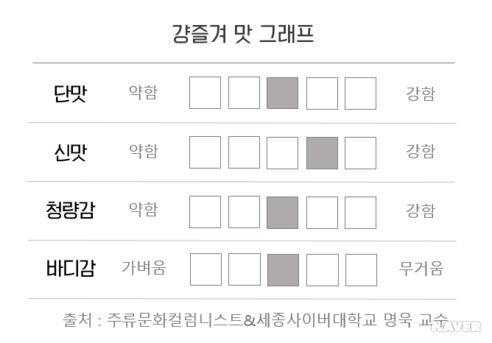 걍즐겨 맛 그래프
단맛 약함 강함
신맛 약함 강함
청량감 약함 강함
바디감 가벼움 무거움
출처 : 주류문화컬럼니스트&세종사이버대학교 명욱 교수
NAVER